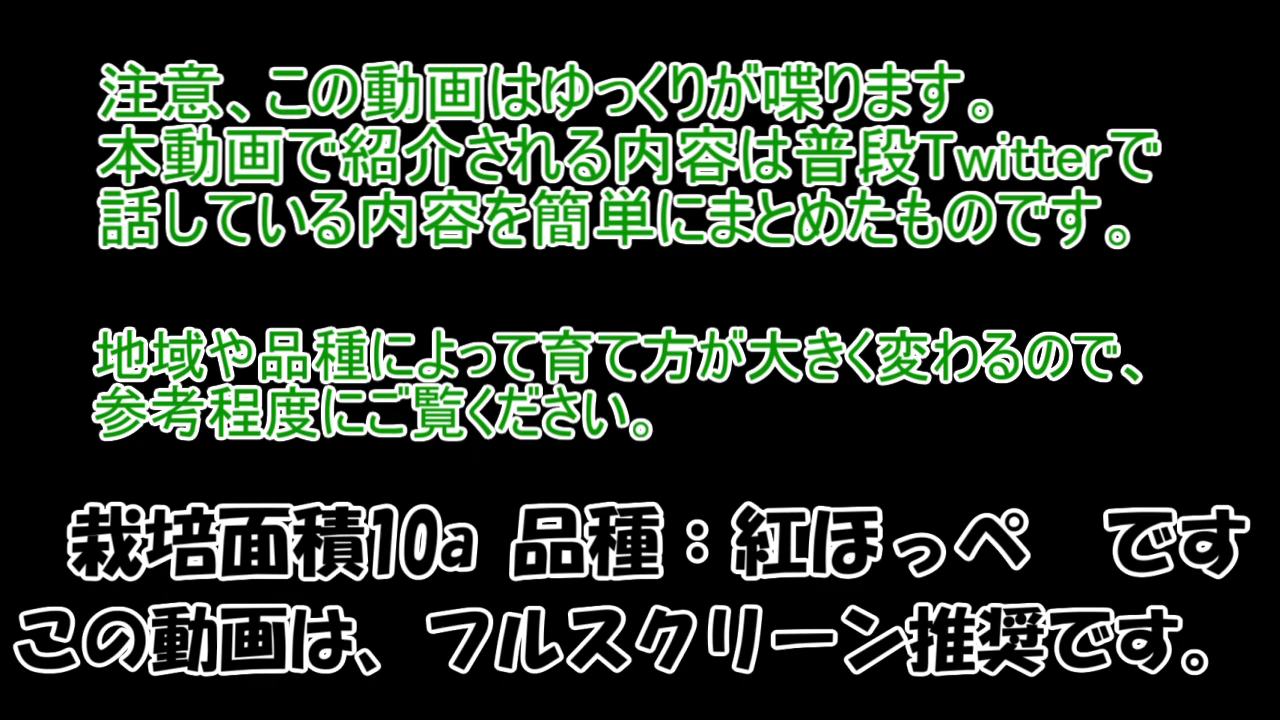 注意、この動画はゆっくりが喋ります。
本動画で紹介される内容は普段Twitterで
話している内容を簡単にまとめたものです。
地域や品種によって育て方が大きく変わるので、
参考程度にご覧ください。
栽培面積10a 品種：紅ほっぺ　です
この動画は、フルスクリーン推奨です。